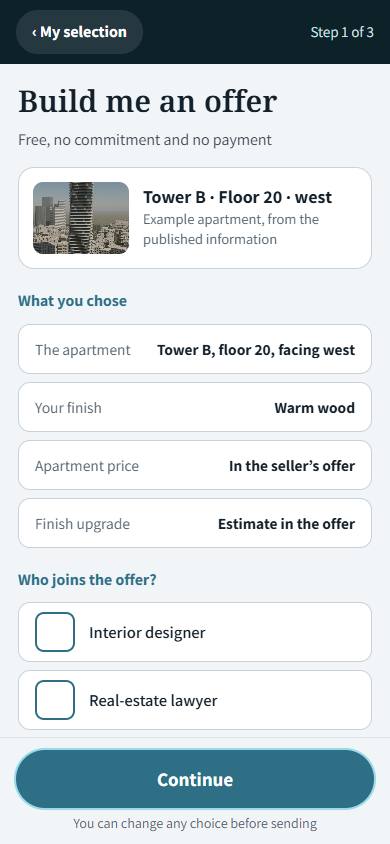 ‹ My selection
Step 1 of 3
Build me an offer
Free, no commitment and no payment
Tower B · Floor 20 · west
Example apartment, from the
published information
What you chose
The apartment
Tower B, floor 20, facing west
Your finish
Warm wood
Apartment price
In the seller’s offer
Finish upgrade
Estimate in the offer
Who joins the offer?
Interior designer
Real-estate lawyer
Continue
You can change any choice before sending